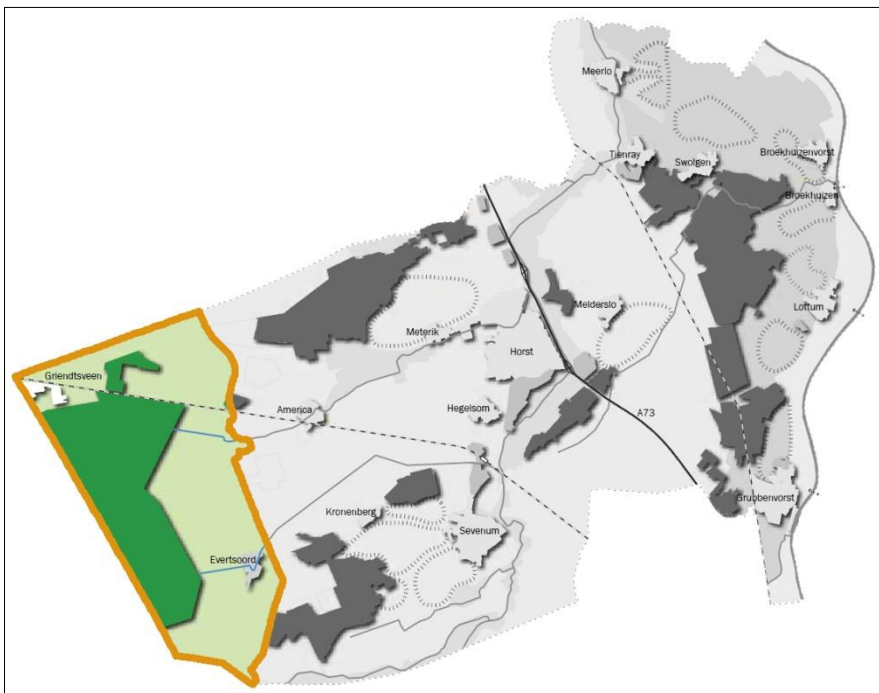 Meerlo
Tienray
Swolgen
Broekhuizenvorst
Broekhuizen
Melderslo
Lottum
Meterik
Horst
Griendtsveen
America
Hegelsom
A73
Grubbenvorst
Kronenberg
Sevenum
Evertsoord